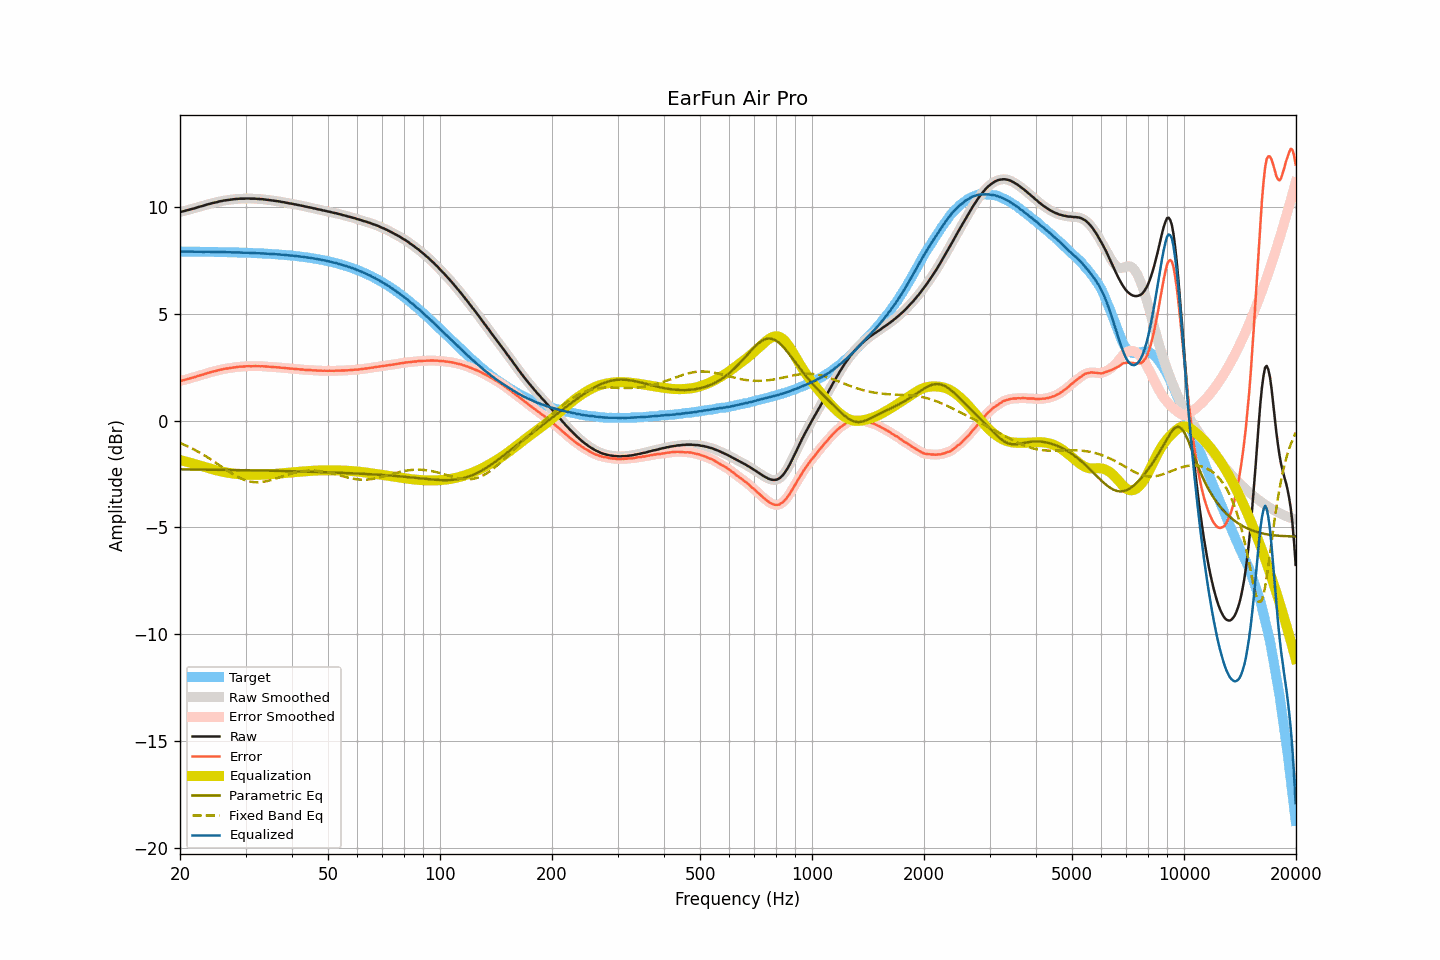 EarFun Air Pro
Amplitude (dBr)
10
5
0
−5
−10
−15
−20
Target
Raw Smoothed
Error Smoothed
Raw
Error
Equalization
Parametric Eq
Fixed Band Eq
Equalized
20 50 100 200 500 1000 2000 5000 10000 20000
Frequency (Hz)